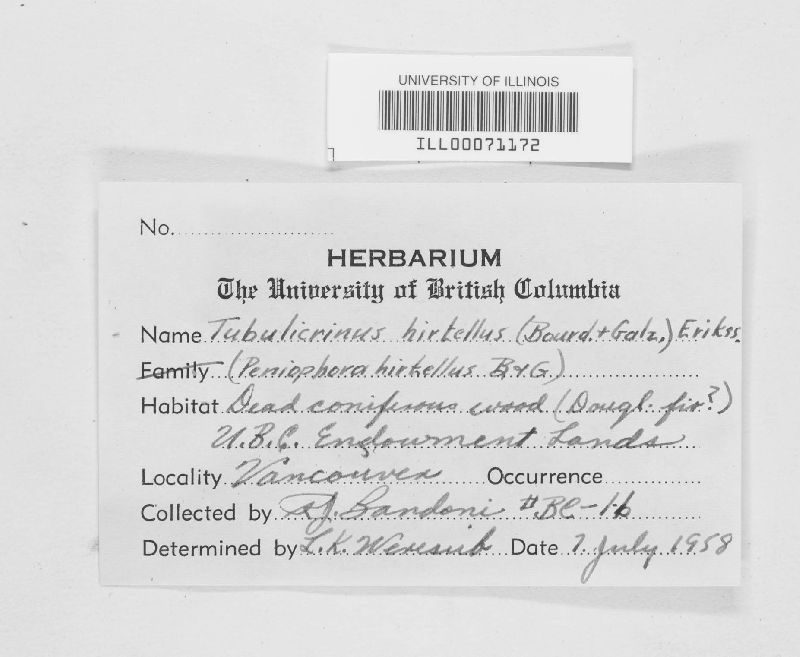 UNIVERSITY OF ILLINOIS
ILL00071172
No.
HERBARIUM
The University of British Columbia
Name Tubulicrinus hirtellus (Bourd. + Galz.) Erikss.
Family (Peniophora hirtellus B & G.)
Habitat Dead coniferous wood (Dougl. fir?)
U.B.C. Endowment Lands
Locality Vancouver Occurrence
Collected by RJ. Bandoni # BC-16
Determined by L.K. Weresub Date 7. July 1958